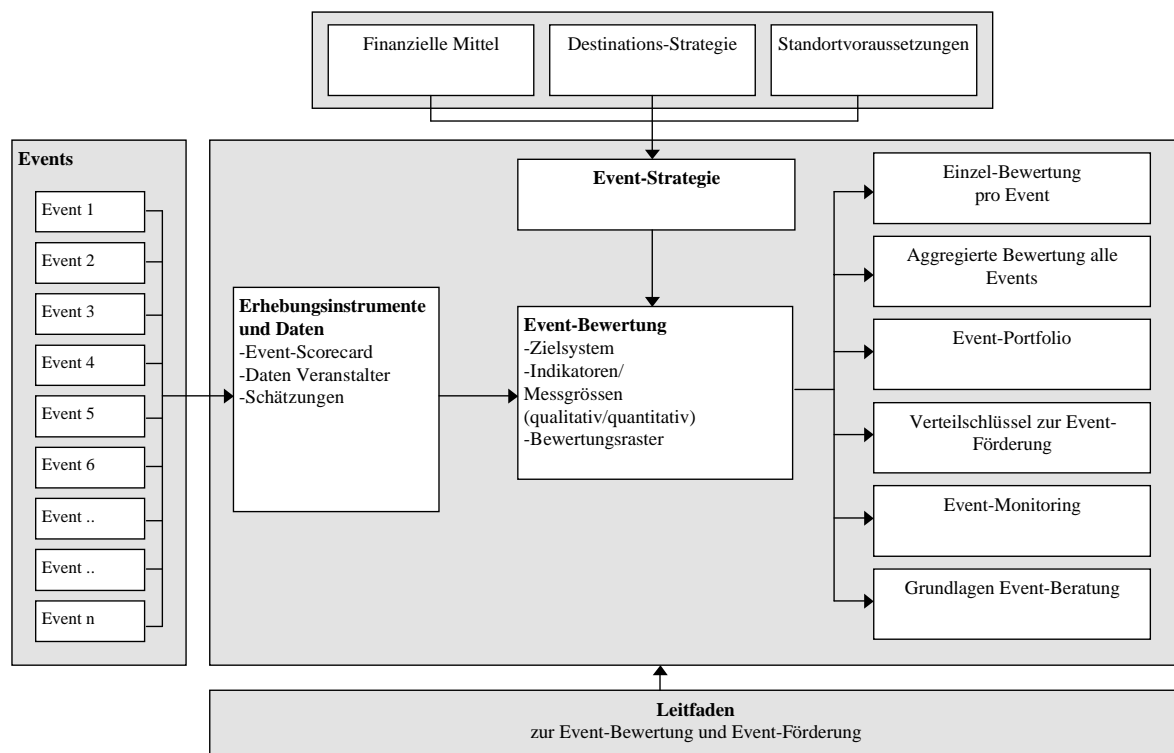 Finanzielle Mittel
Destinations-Strategie
Standortvoraussetzungen
Events
Event 1
Event 2
Event 3
Event 4
Event 5
Event 6
Event ..
Event ..
Event n
Erhebungsinstrumente
und Daten
-Event-Scorecard
-Daten Veranstalter
-Schätzungen
Event-Strategie
Event-Bewertung
-Zielsystem
-Indikatoren/
Messgrössen
(qualitativ/quantitativ)
-Bewertungsraster
Einzel-Bewertung
pro Event
Aggregierte Bewertung alle
Events
Event-Portfolio
Verteilschlüssel zur Event-
Förderung
Event-Monitoring
Grundlagen Event-Beratung
Leitfaden
zur Event-Bewertung und Event-Förderung